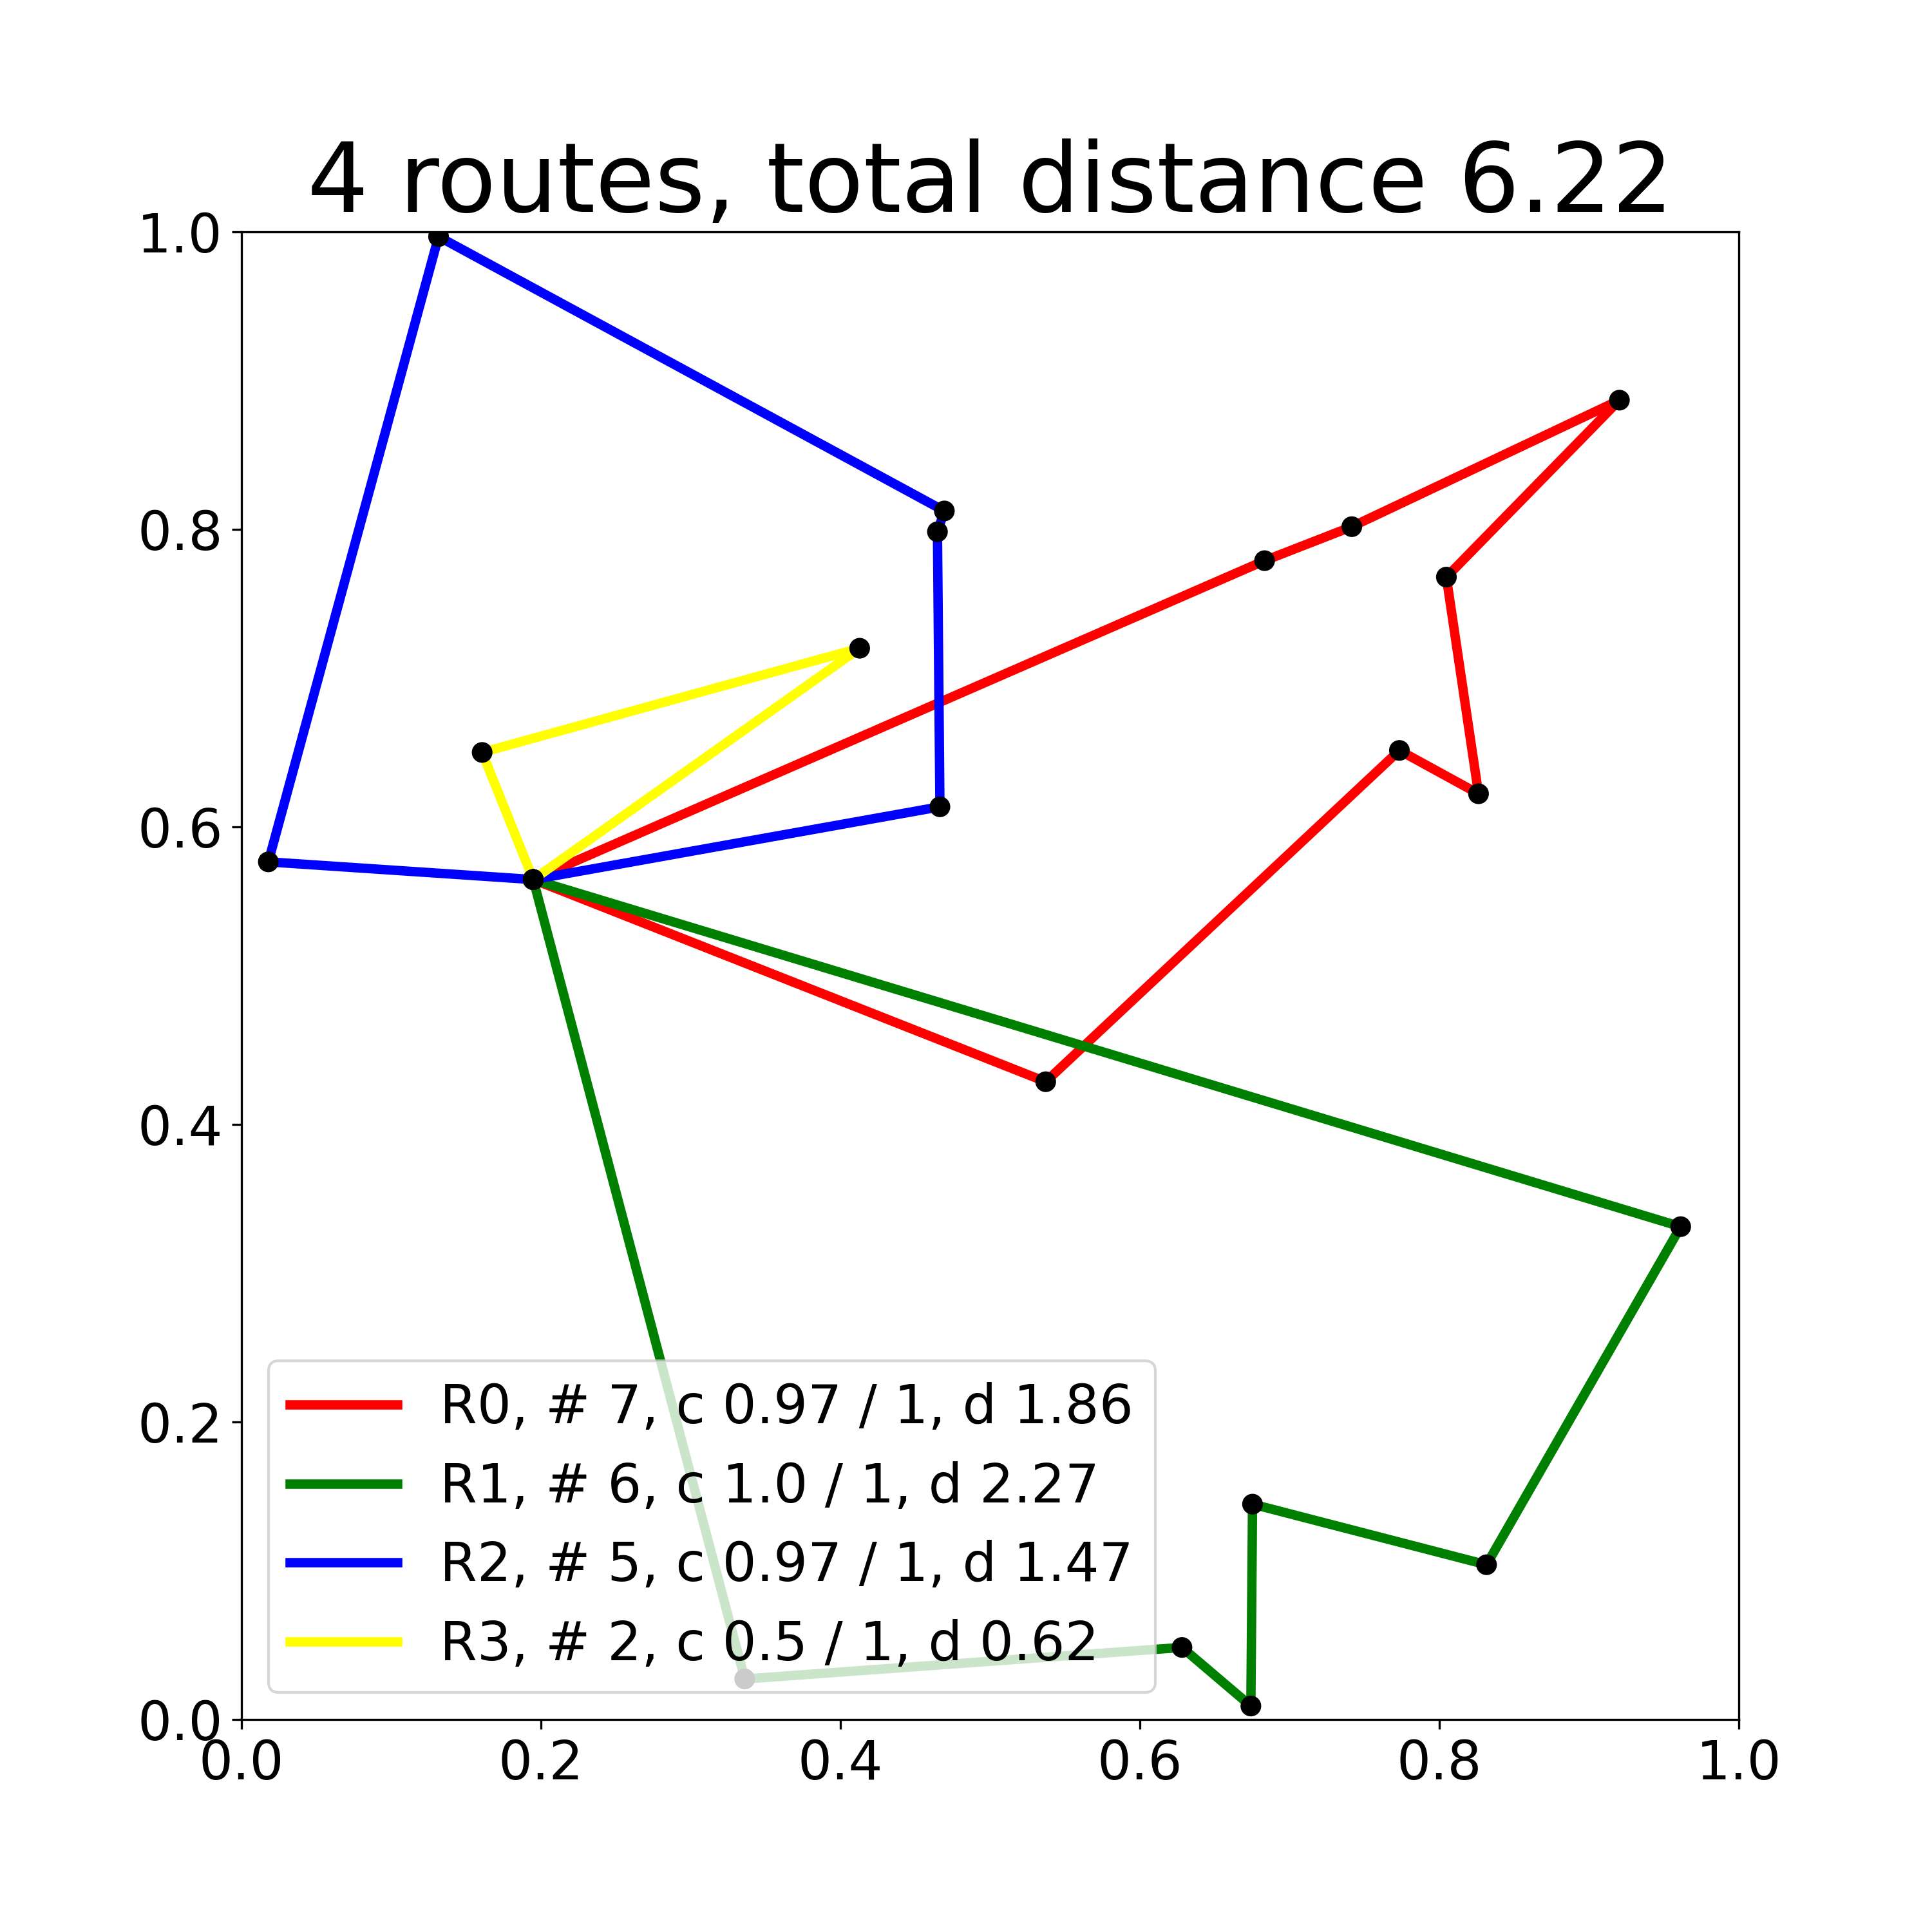 4 routes, total distance 6.22
1.0
0.8
0.6
0.4
0.2
0.0
R0, # 7, c 0.97 / 1, d 1.86
R1, # 6, c 1.0 / 1, d 2.27
R2, # 5, c 0.97 / 1, d 1.47
R3, # 2, c 0.5 / 1, d 0.62
0.0 0.2 0.4 0.6 0.8 1.0